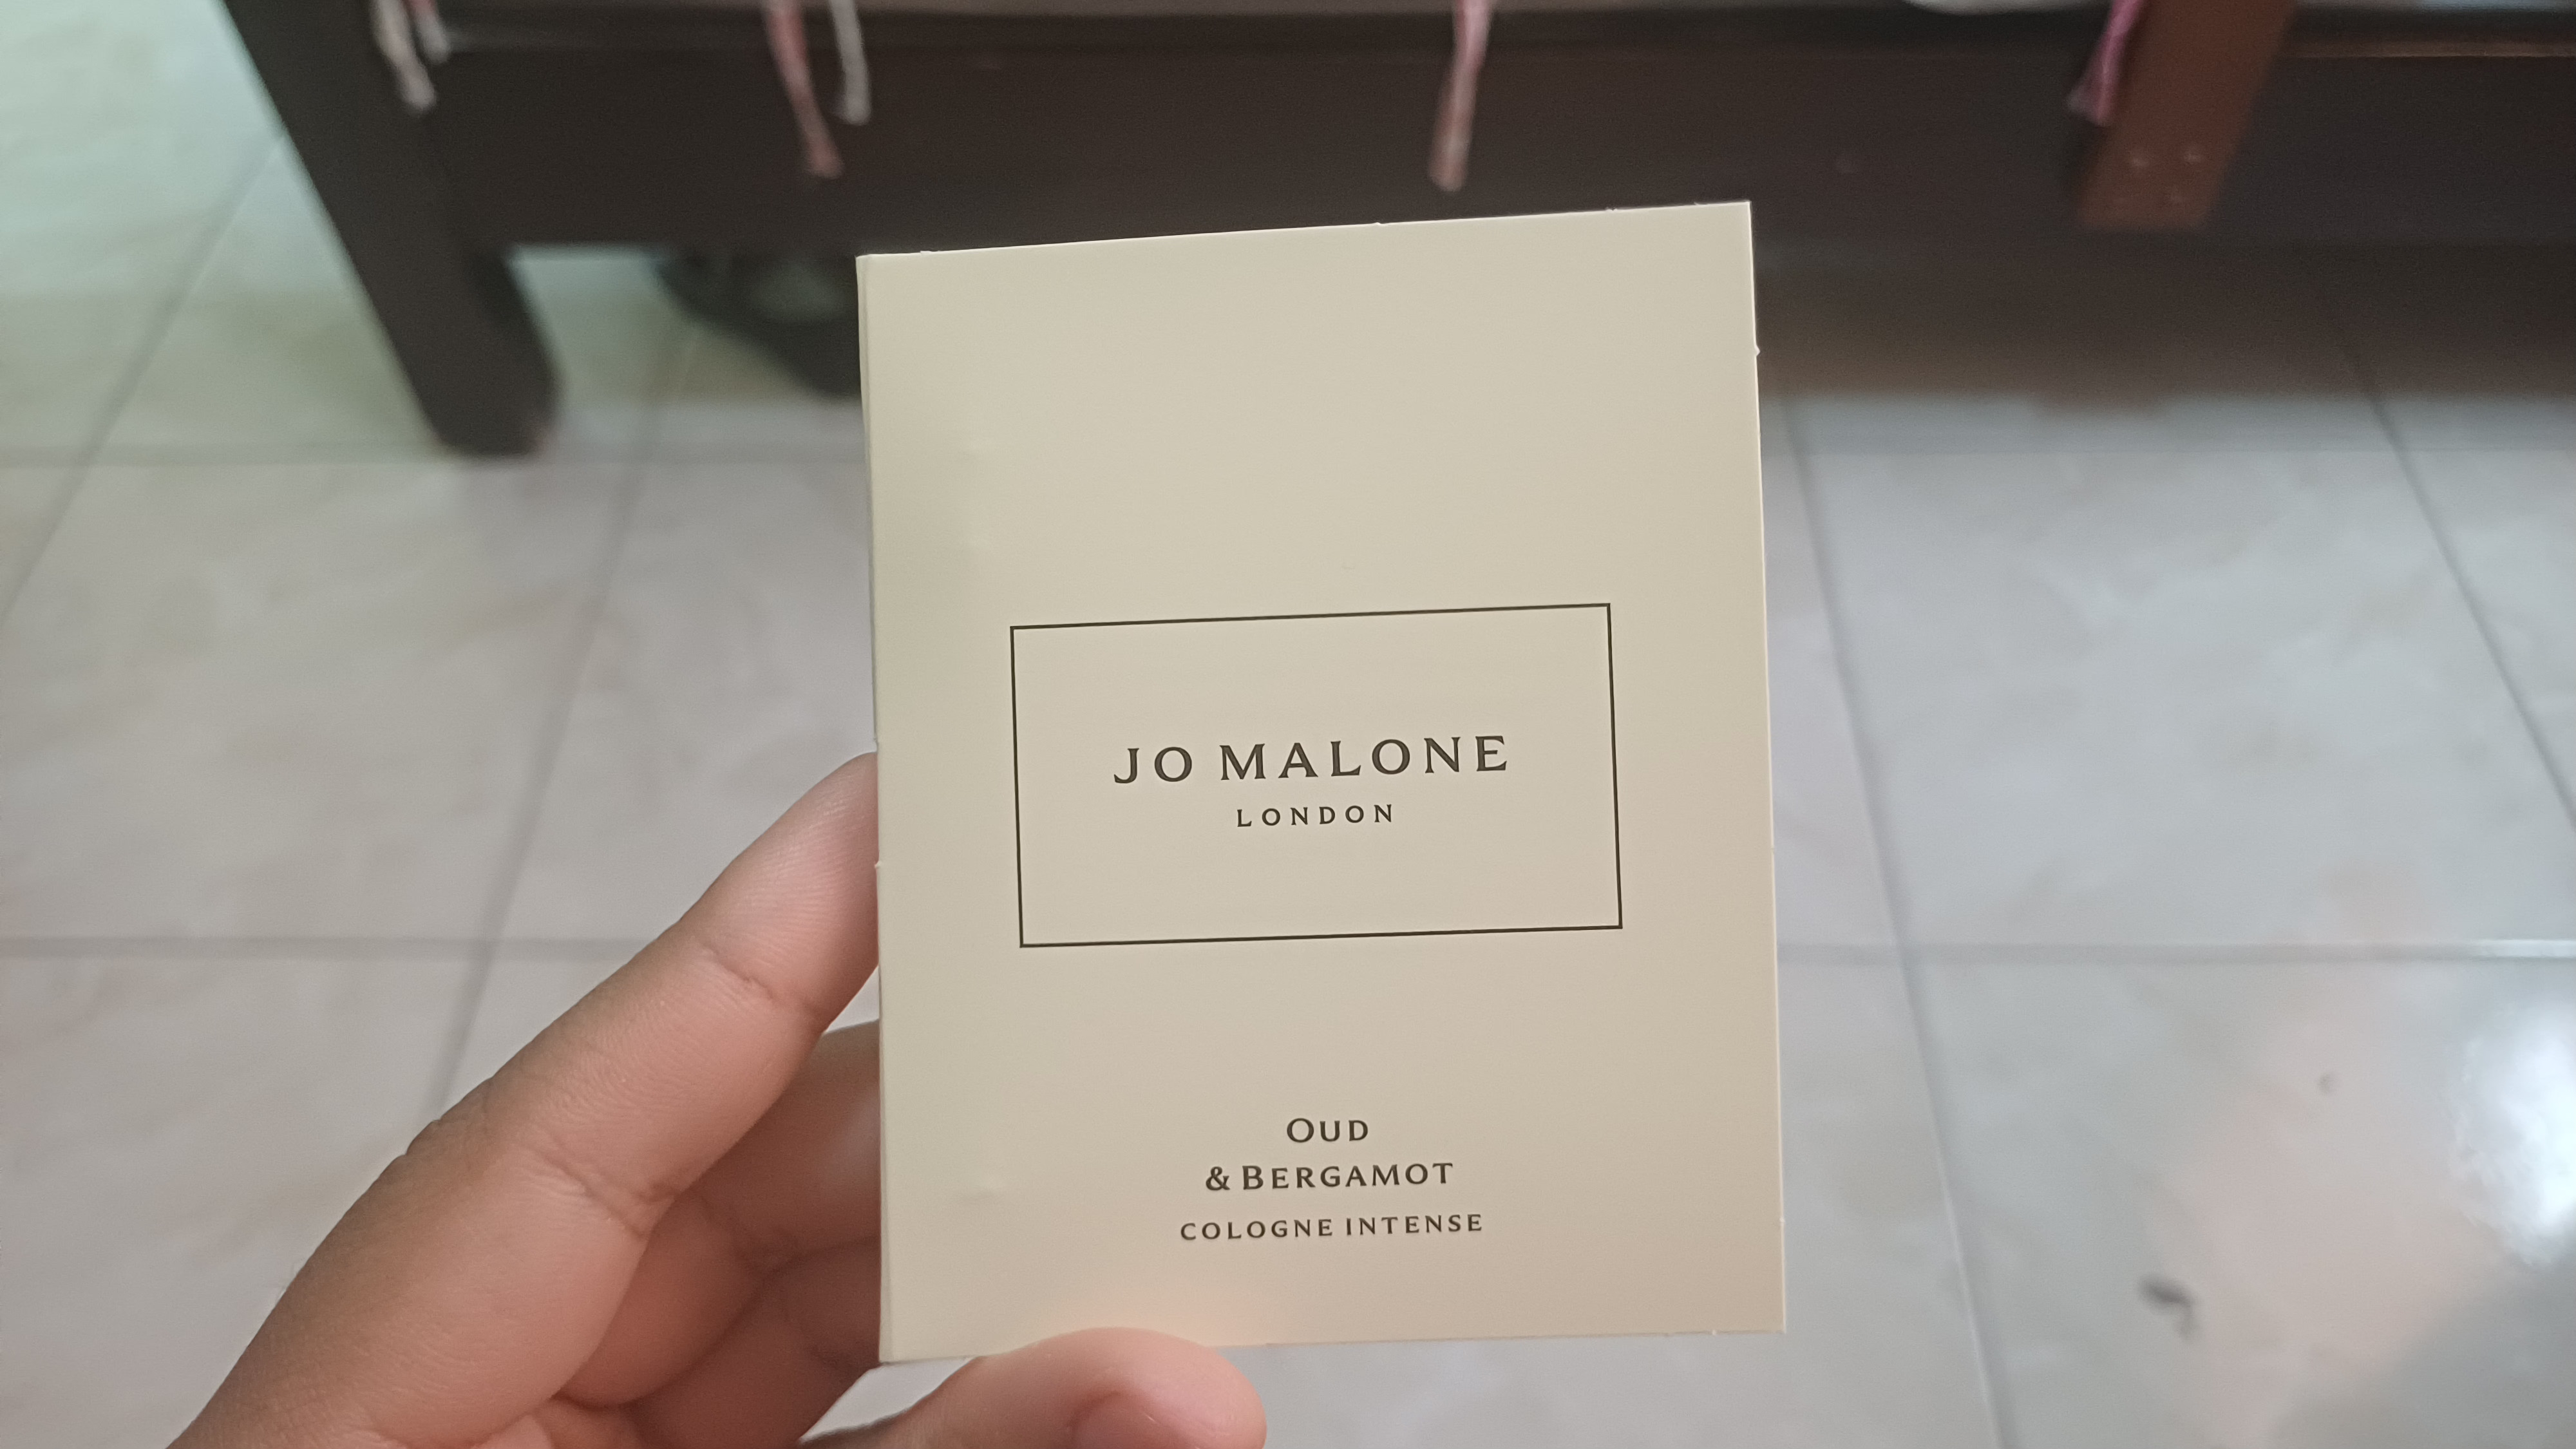 JO MALONE
LONDON
OUD
& BERGAMOT
COLOGNE INTENSE